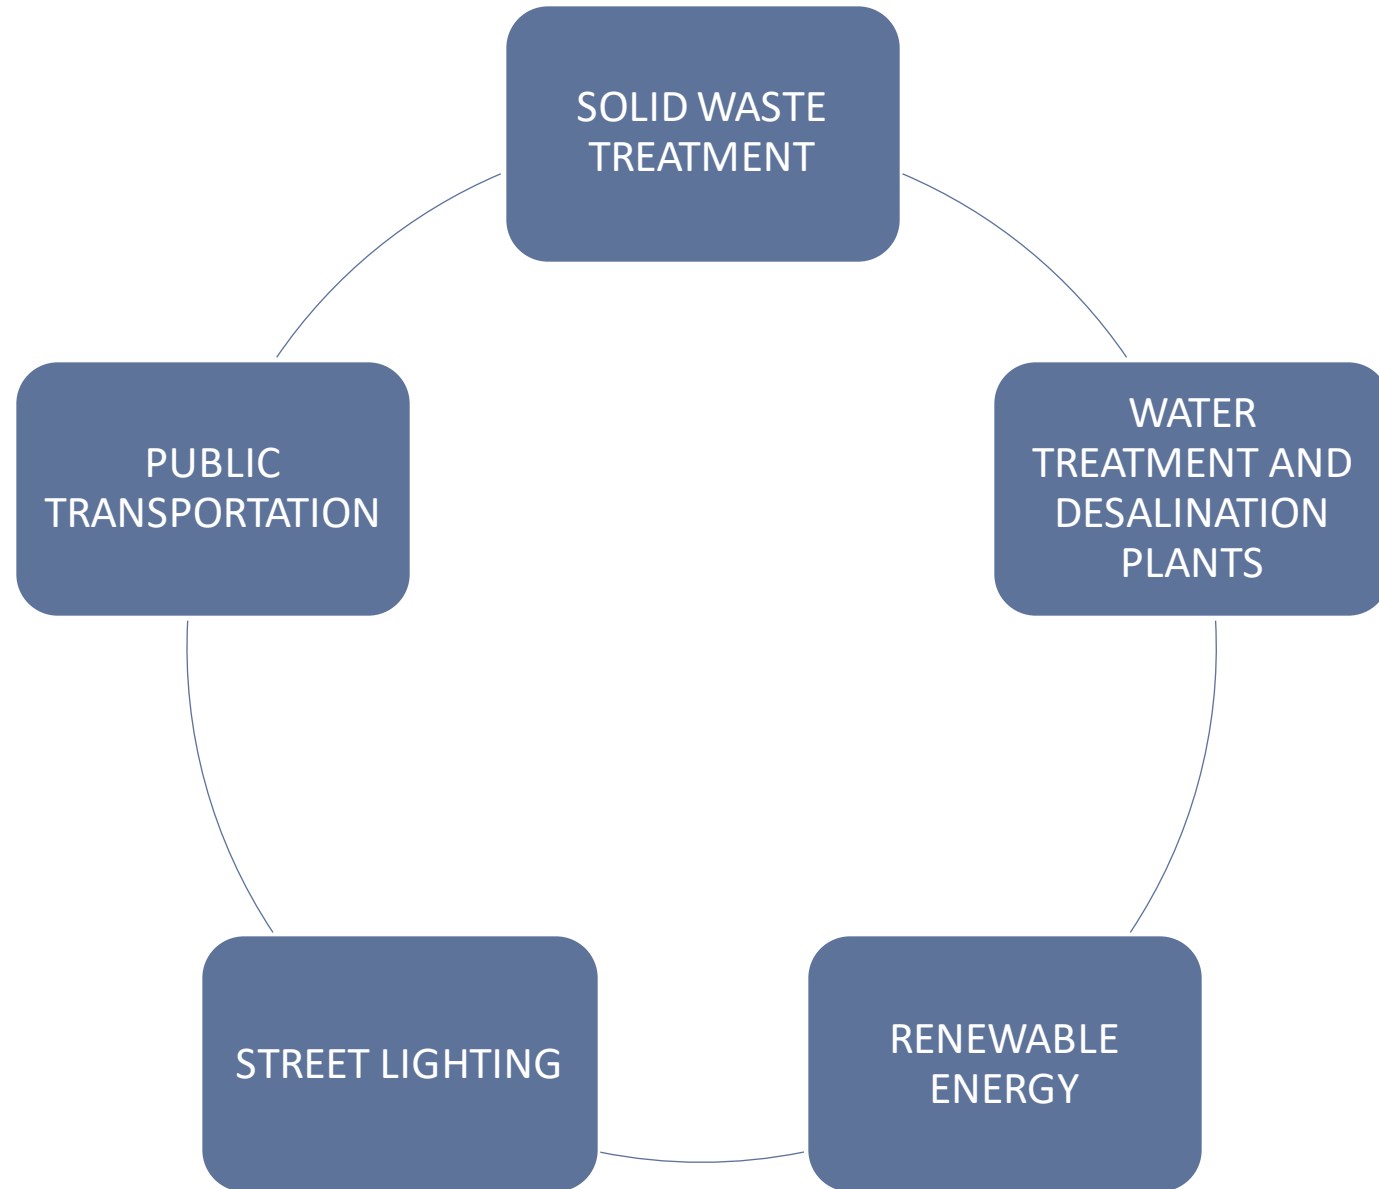 SOLID WASTE
TREATMENT
WATER
TREATMENT AND
DESALINATION
PLANTS
RENEWABLE
ENERGY
STREET LIGHTING
PUBLIC
TRANSPORTATION